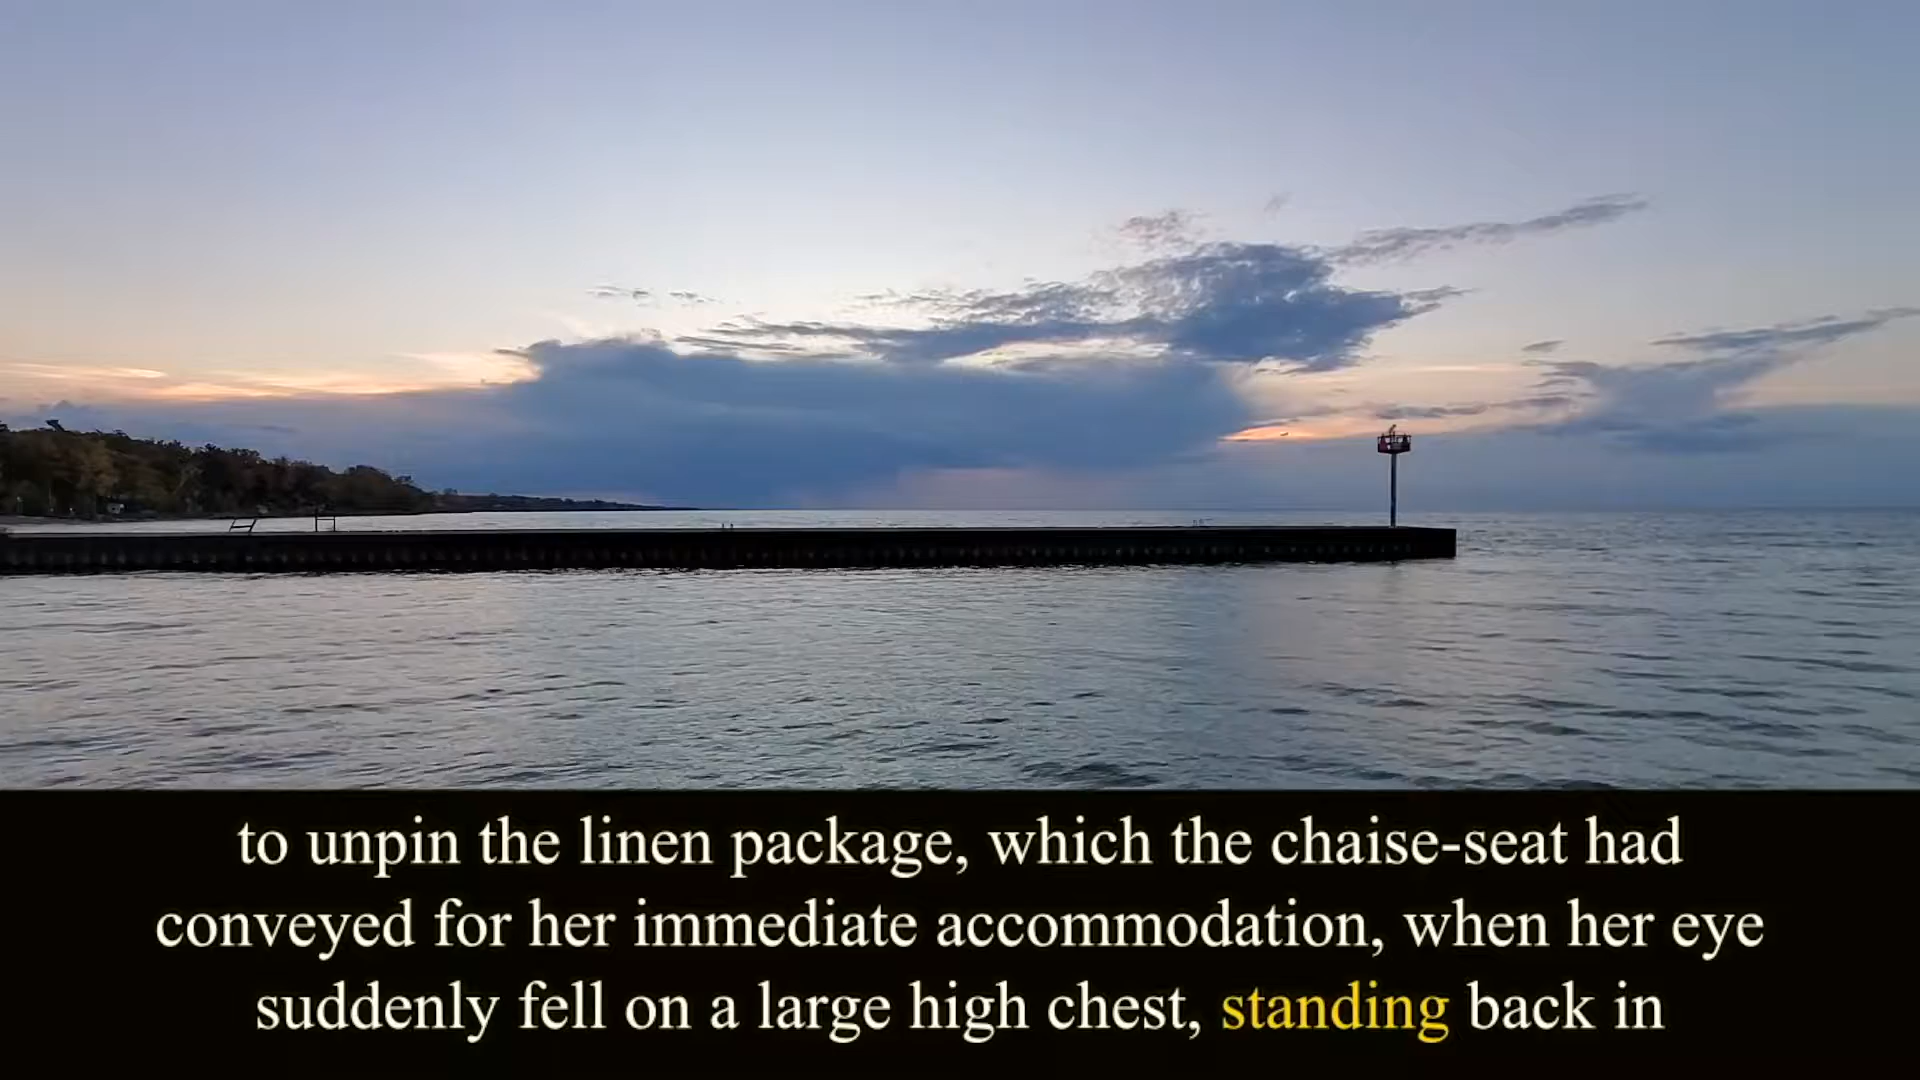 to unpin the linen package, which the chaise-seat had
conveyed for her immediate accommodation, when her eye
suddenly fell on a large high chest, standing back in